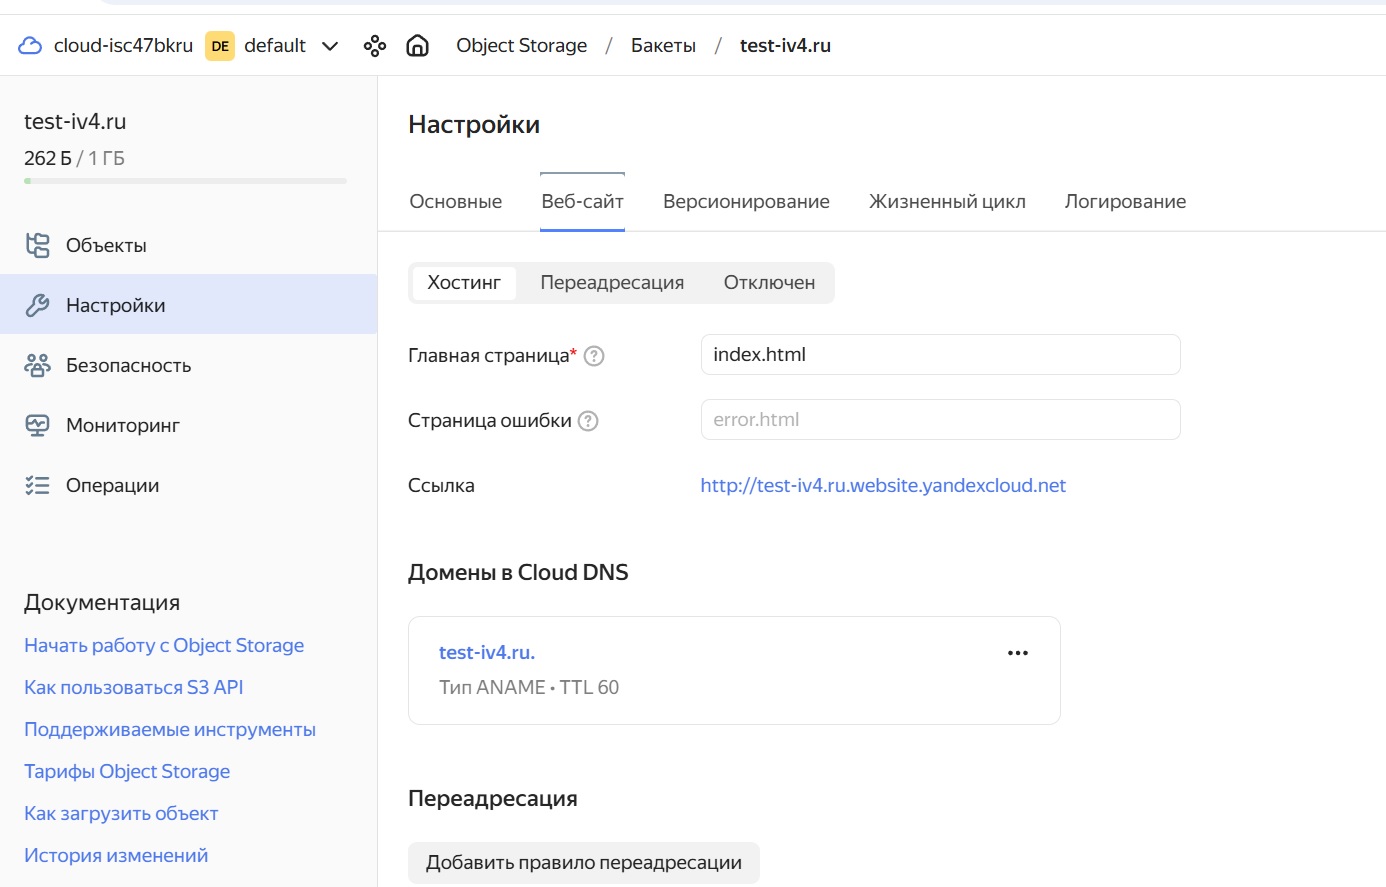 cloud-isc47bkru DE default Object Storage / Бакеты / test-iv4.ru
test-iv4.ru
262 Б / 1 ГБ
Объекты
Настройки
Безопасность
Мониторинг
Операции
Документация
Начать работу с Object Storage
Как пользоваться S3 API
Поддерживаемые инструменты
Тарифы Object Storage
Как загрузить объект
История изменений
Настройки
Основные Веб-сайт Версионирование Жизненный цикл Логирование
Хостинг Переадресация Отключен
Главная страница* ? index.html
Страница ошибки ? error.html
Ссылка http://test-iv4.ru.website.yandexcloud.net
Домены в Cloud DNS
test-iv4.ru.
Тип ANAME • TTL 60
Переадресация
Добавить правило переадресации